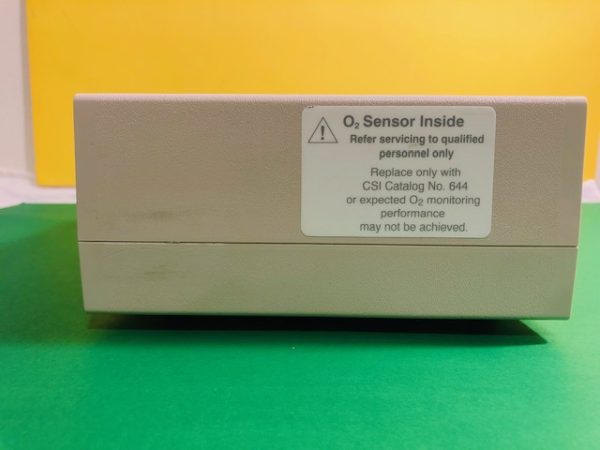 O₂ Sensor Inside
Refer servicing to qualified
personnel only
Replace only with
CSI Catalog No. 644
or expected O₂ monitoring
performance
may not be achieved.